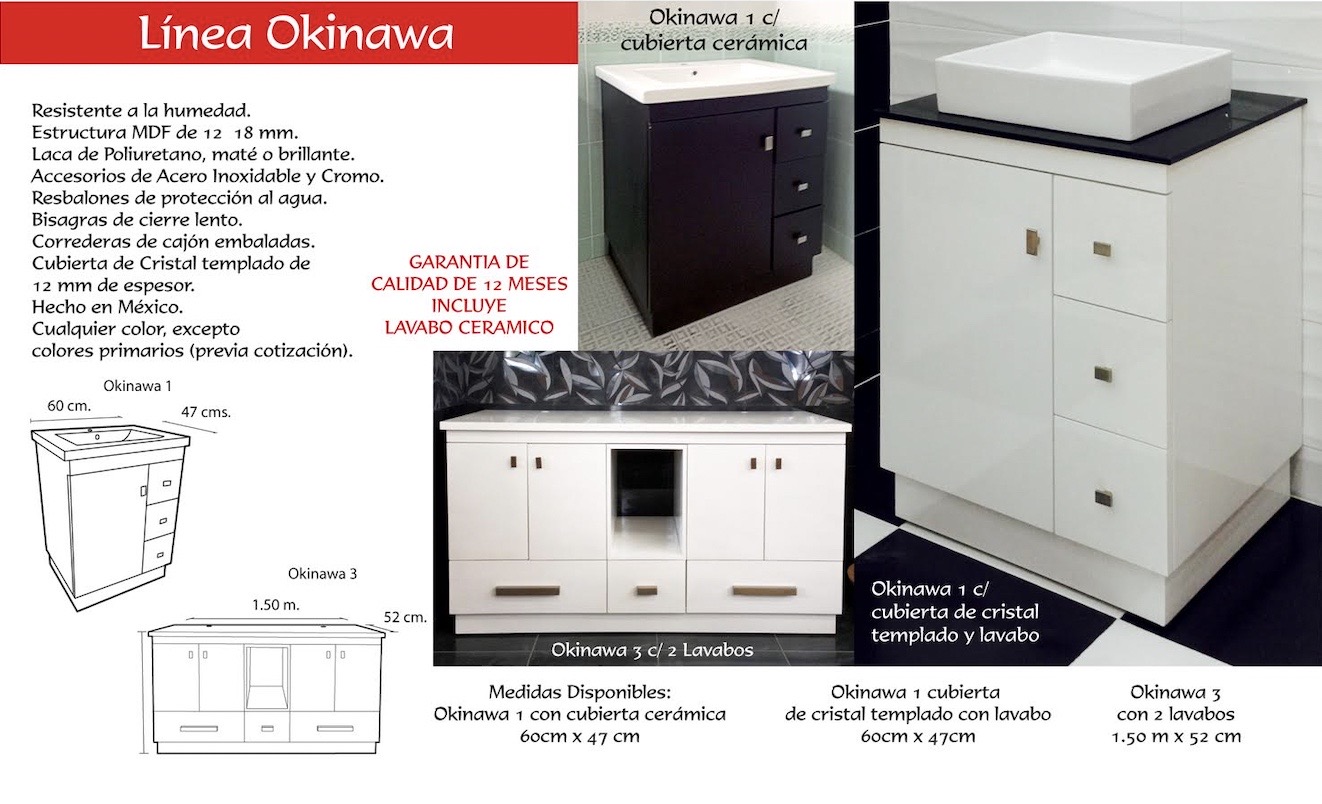 Línea Okinawa
Resistente a la humedad.
Estructura MDF de 12  18 mm.
Laca de Poliuretano, maté o brillante.
Accesorios de Acero Inoxidable y Cromo.
Resbalones de protección al agua.
Bisagras de cierre lento.
Correderas de cajón embaladas.
Cubierta de Cristal templado de
12 mm de espesor.
Hecho en México.
Cualquier color, excepto
colores primarios (previa cotización).
GARANTIA DE
CALIDAD DE 12 MESES
INCLUYE
LAVABO CERAMICO
Okinawa 1 c/
cubierta cerámica
Okinawa 1
60 cm.
47 cms.
Okinawa 3
1.50 m.
52 cm.
Okinawa 3 c/ 2 Lavabos
Okinawa 1 c/
cubierta de cristal
templado y lavabo
Medidas Disponibles:
Okinawa 1 con cubierta cerámica
60cm x 47 cm
Okinawa 1 cubierta
de cristal templado con lavabo
60cm x 47cm
Okinawa 3
con 2 lavabos
1.50 m x 52 cm